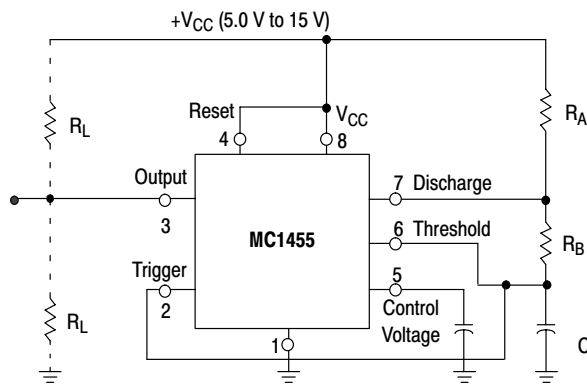 +VCC (5.0 V to 15 V)
Reset
VCC
RL
RA
4
8
Output
7 Discharge
3
6 Threshold
MC1455
RB
Trigger
5
2
Control
Voltage
RL
1
C